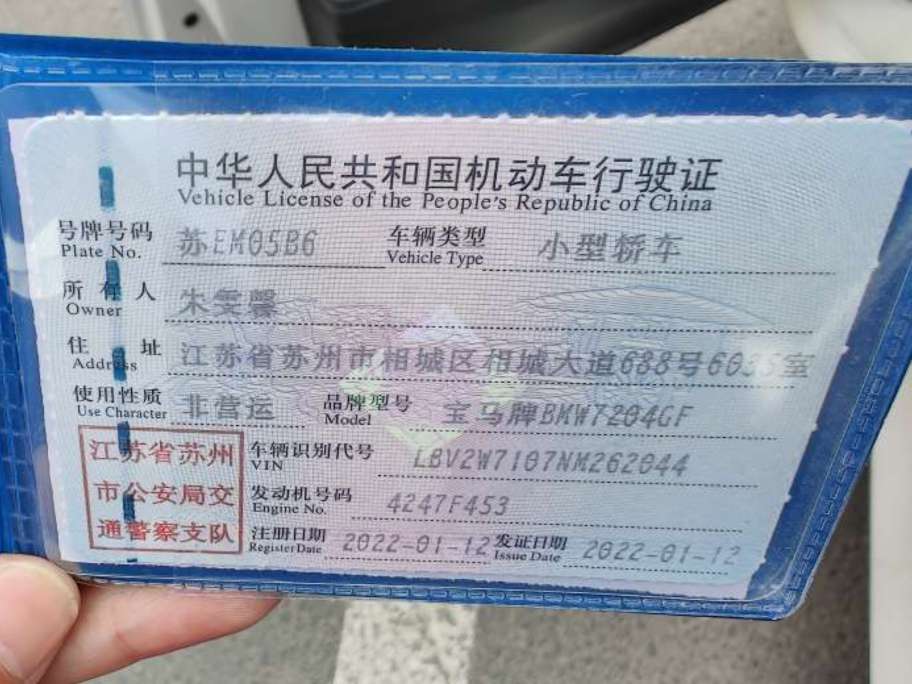 中华人民共和国机动车行驶证
Vehicle License of the People's Republic of China
号牌号码 苏EM05B6 车辆类型 小型轿车
Plate No. Vehicle Type
所有人 朱雯馨
Owner
住址 江苏省苏州市相城区相城大道688号603 室
Address
使用性质 非营运 品牌型号 宝马牌BMW7204GF
Use Character Model
江苏省苏州 车辆识别代号 LBV2W7107NM262044
VIN
市公安局交 发动机号码 4247F453
Engine No.
通警察支队 注册日期 2022-01-12 发证日期 2022-01-12
Register Date Issue Date